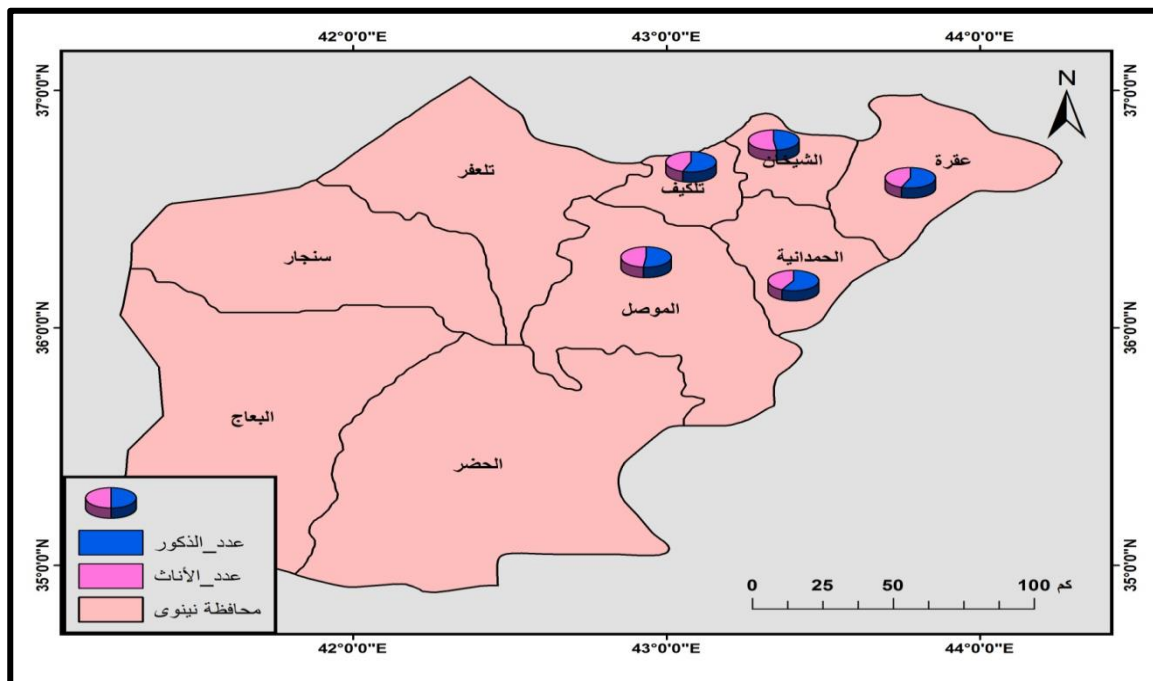 42°0'0"E 43°0'0"E 44°0'0"E
37°0'0"N 37°0'0"N
N
الشيخان
عقرة
تلعفر
تلكيف
سنجار
الحمدانية
الموصل
36°0'0"N 36°0'0"N
البعاج
الحضر
عدد_الذكور
عدد_الأناث
محافظة نينوى
35°0'0"N 35°0'0"N
0 25 50 100 كم
42°0'0"E 43°0'0"E 44°0'0"E